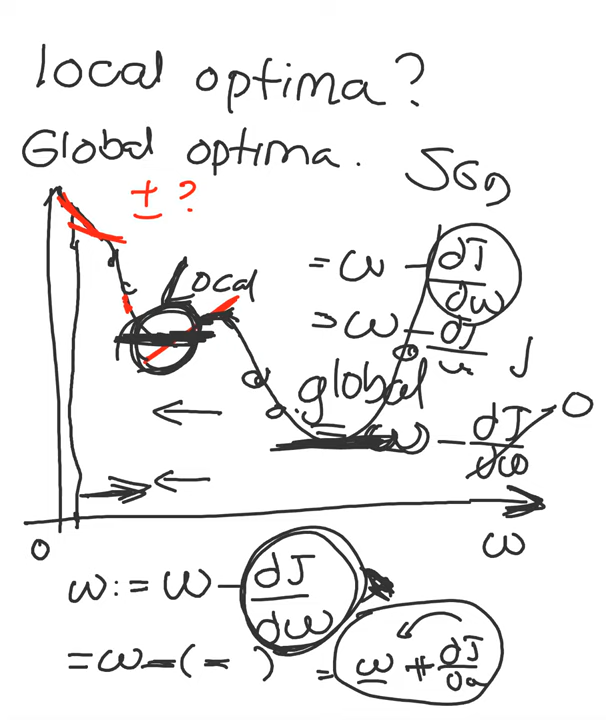 local optima?
Global optima.
SGD
± ?
= ω - dJ/dω
Local
= ω - dJ
J
global
ω - dJ/dω 0
0
ω
ω := ω - dJ/dω
= ω - (- ) = ω + dJ